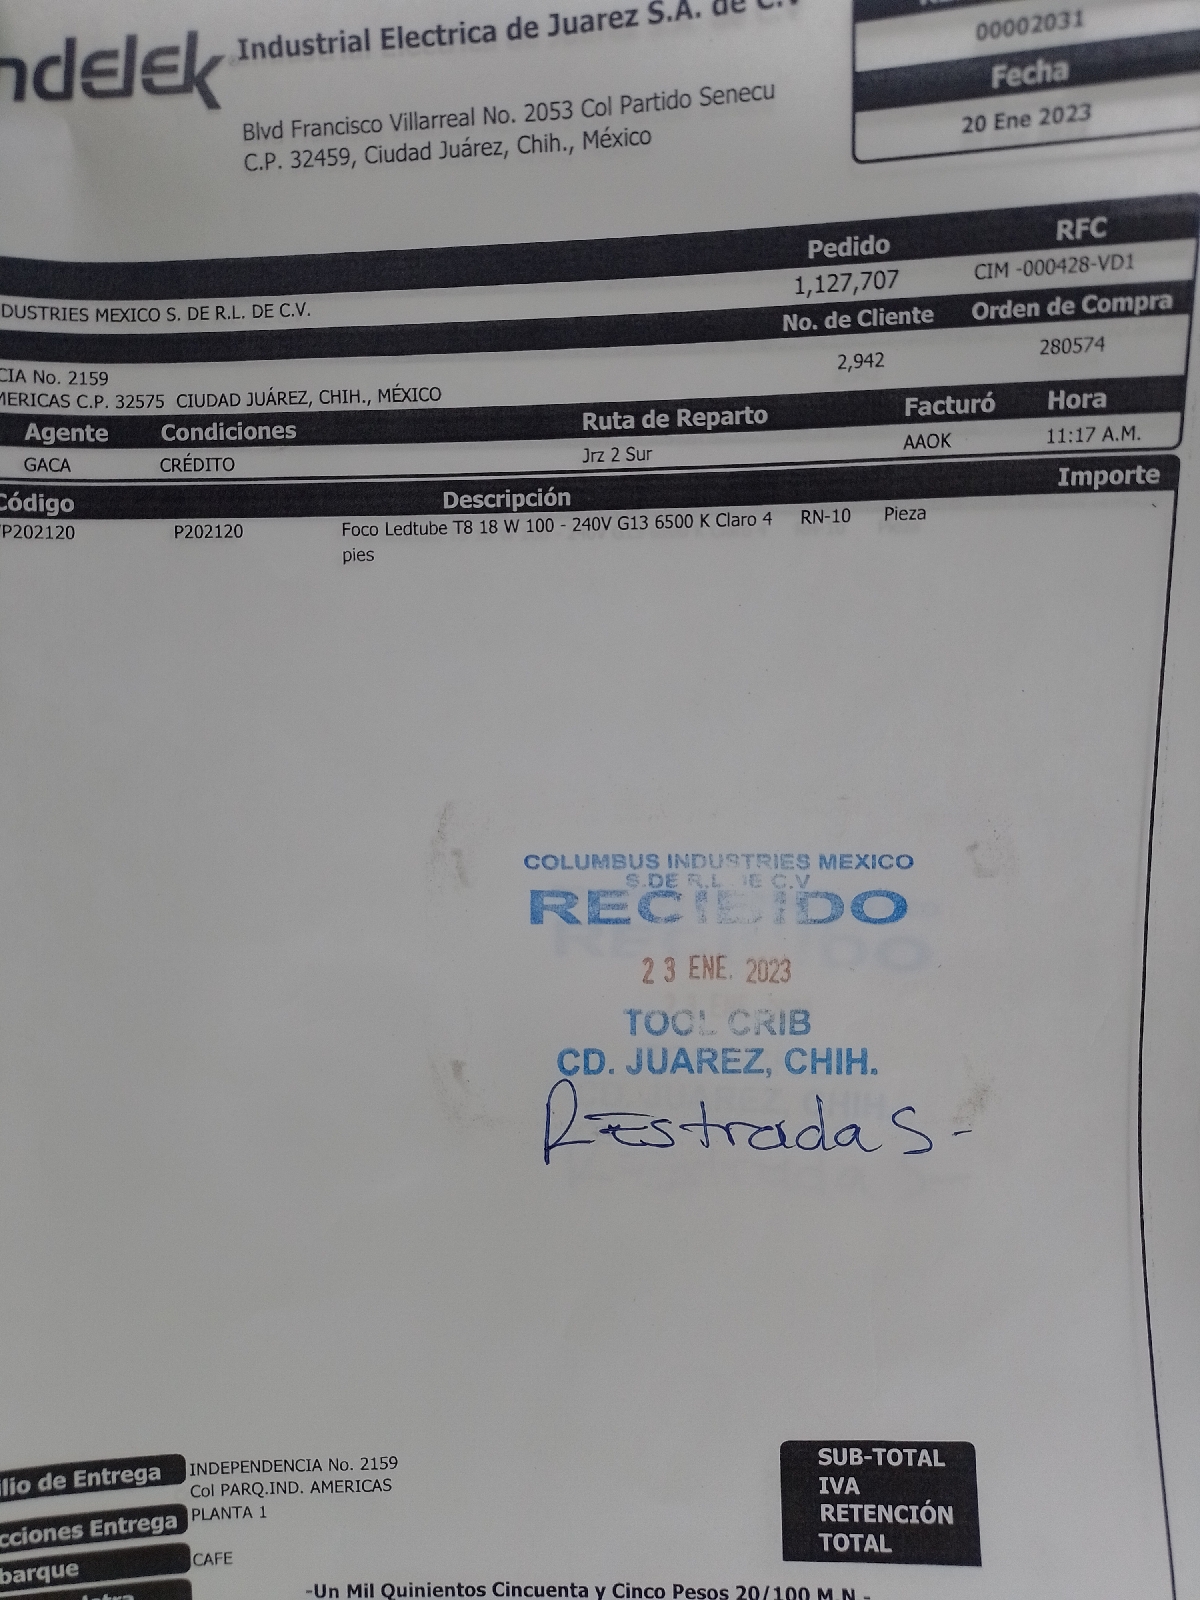 ndelek
Industrial Electrica de Juarez S.A. de C.V
Blvd Francisco Villarreal No. 2053 Col Partido Senecu
C.P. 32459, Ciudad Juárez, Chih., México
00002031
Fecha
20 Ene 2023
Pedido RFC
DUSTRIES MEXICO S. DE R.L. DE C.V. 1,127,707 CIM -000428-VD1
No. de Cliente Orden de Compra
CIA No. 2159 2,942 280574
MERICAS C.P. 32575 CIUDAD JUÁREZ, CHIH., MÉXICO
Agente Condiciones Ruta de Reparto Facturó Hora
GACA CRÉDITO Jrz 2 Sur AAOK 11:17 A.M.
Código Descripción Importe
P202120 P202120 Foco Ledtube T8 18 W 100 - 240V G13 6500 K Claro 4 RN-10 Pieza
pies
COLUMBUS INDUSTRIES MEXICO
S.DE R.L. DE C.V
RECIBIDO
23 ENE. 2023
TOOL CRIB
CD. JUAREZ, CHIH.
REstrada S-
lio de Entrega INDEPENDENCIA No. 2159
Col PARQ.IND. AMERICAS
cciones Entrega PLANTA 1
barque CAFE
SUB-TOTAL
IVA
RETENCIÓN
TOTAL
-Un Mil Quinientos Cincuenta y Cinco Pesos 20/100 M.N.-